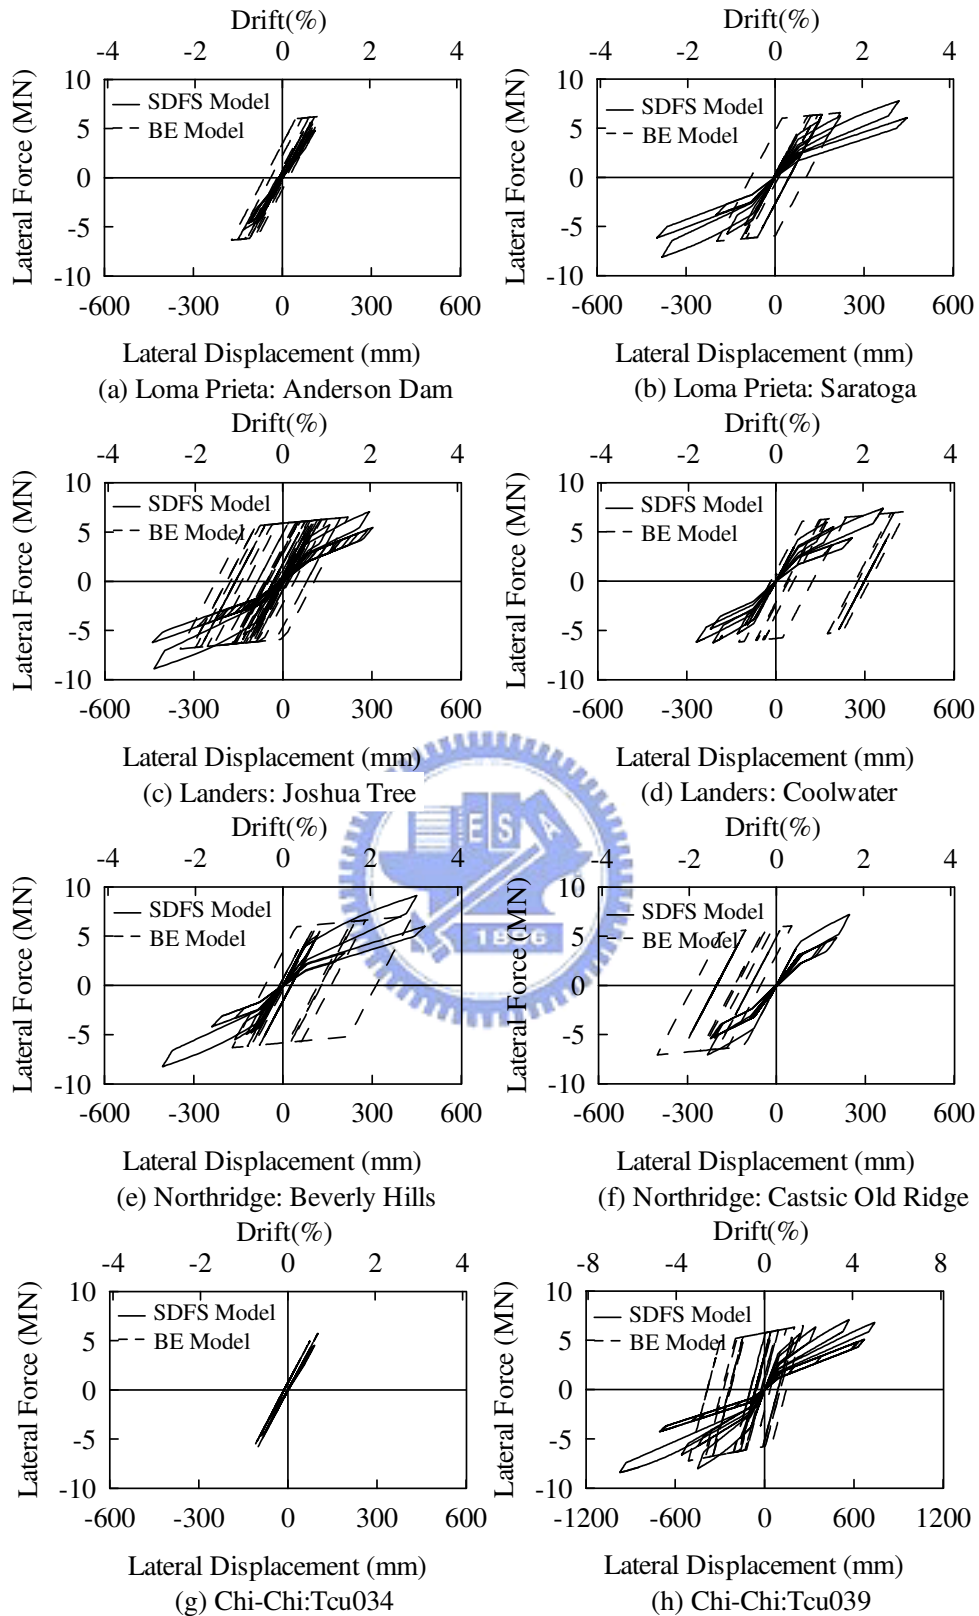 Drift(%) Drift(%)
-4 -2 0 2 4 -4 -2 0 2 4
10 10
SDFS Model SDFS Model
BE Model BE Model
5 5
0 0
-5 -5
-10 -10
Lateral Force (MN) Lateral Force (MN)
-600 -300 0 300 600 -600 -300 0 300 600
Lateral Displacement (mm) Lateral Displacement (mm)
(a) Loma Prieta: Anderson Dam (b) Loma Prieta: Saratoga
Drift(%) Drift(%)
-4 -2 0 2 4 -4 -2 0 2 4
10 10
SDFS Model SDFS Model
BE Model BE Model
5 5
0 0
-5 -5
-10 -10
Lateral Force (MN) Lateral Force (MN)
-600 -300 0 300 600 -600 -300 0 300 600
Lateral Displacement (mm) Lateral Displacement (mm)
(c) Landers: Joshua Tree (d) Landers: Coolwater
Drift(%) Drift(%)
-4 -2 0 2 4 -4 -2 0 2 4
10 10
SDFS Model SDFS Model
BE Model BE Model
5 5
0 0
-5 -5
-10 -10
Lateral Force (MN) Lateral Force (MN)
E S A
1896
-600 -300 0 300 600 -600 -300 0 300 600
Lateral Displacement (mm) Lateral Displacement (mm)
(e) Northridge: Beverly Hills (f) Northridge: Castsic Old Ridge
Drift(%) Drift(%)
-4 -2 0 2 4 -8 -4 0 4 8
10 10
SDFS Model SDFS Model
BE Model BE Model
5 5
0 0
-5 -5
-10 -10
Lateral Force (MN) Lateral Force (MN)
-600 -300 0 300 600 -1200 -600 0 600 1200
Lateral Displacement (mm) Lateral Displacement (mm)
(g) Chi-Chi:Tcu034 (h) Chi-Chi:Tcu039